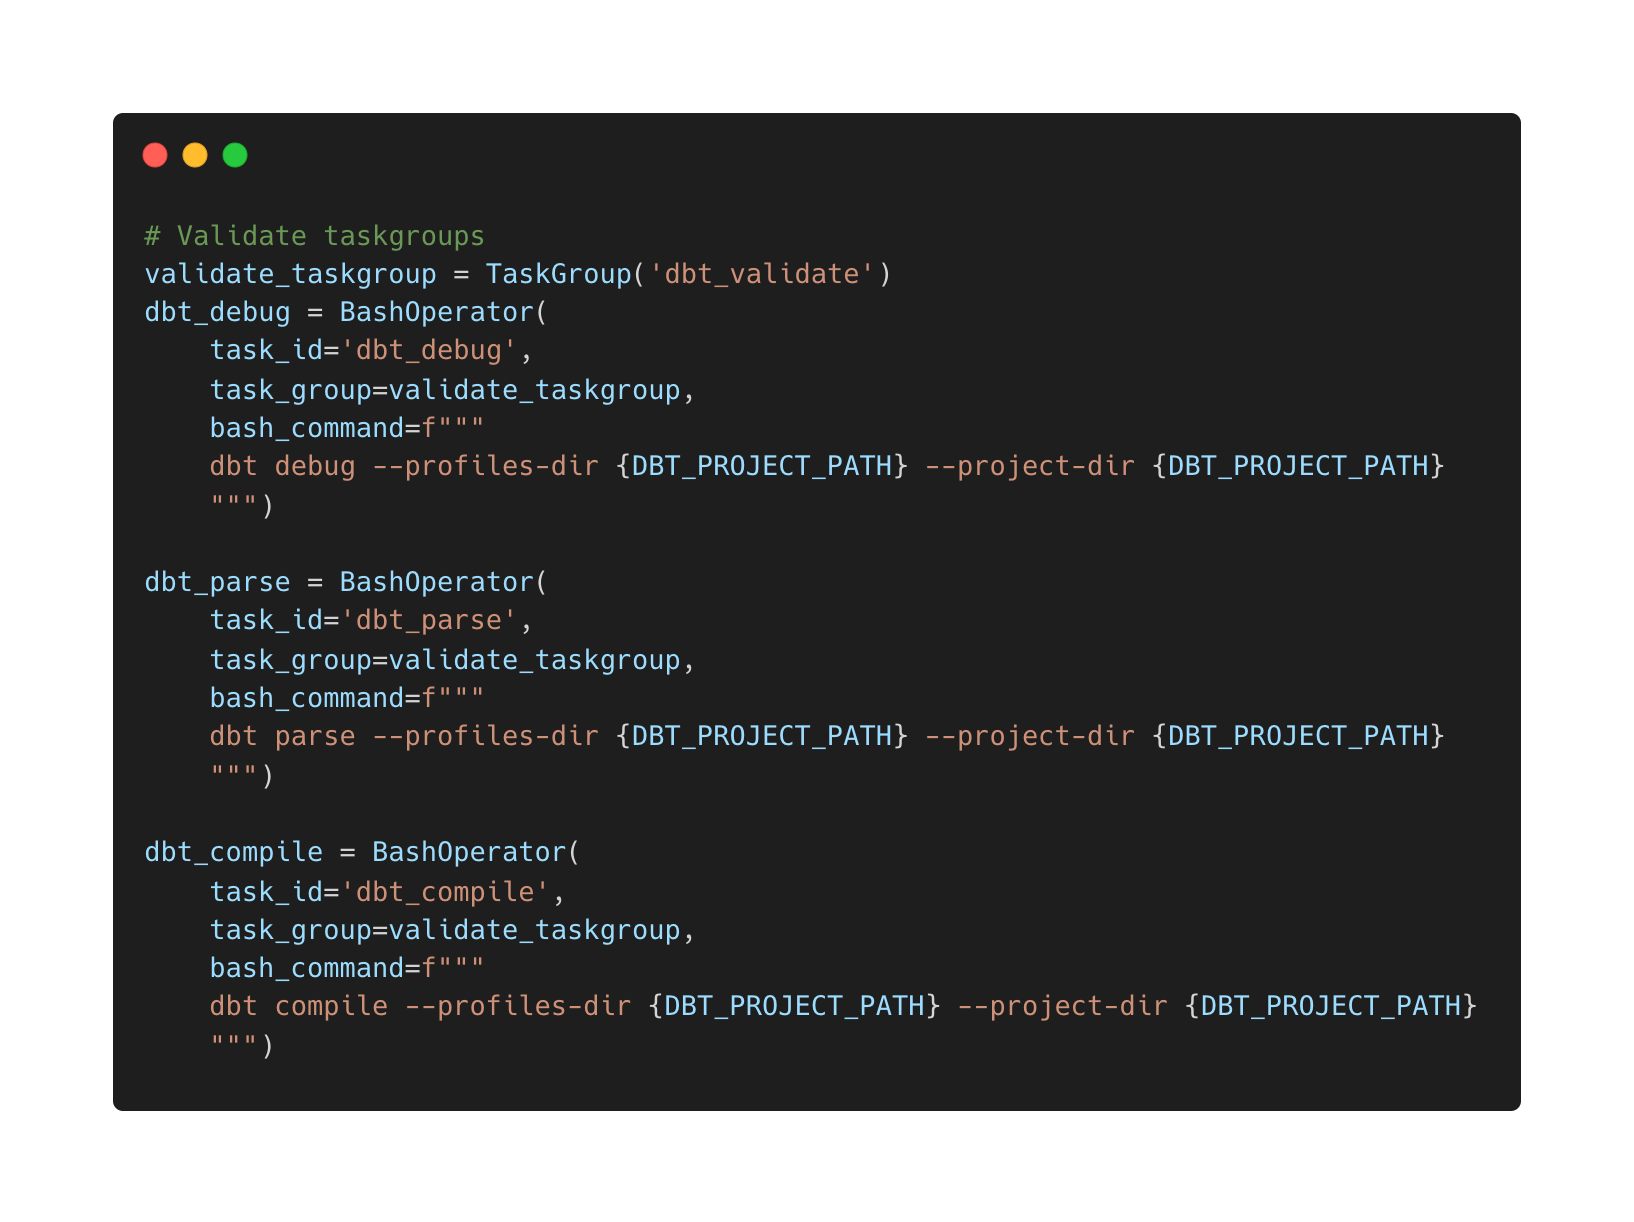 # Validate taskgroups
validate_taskgroup = TaskGroup('dbt_validate')
dbt_debug = BashOperator(
    task_id='dbt_debug',
    task_group=validate_taskgroup,
    bash_command=f"""
    dbt debug --profiles-dir {DBT_PROJECT_PATH} --project-dir {DBT_PROJECT_PATH}
    """)

dbt_parse = BashOperator(
    task_id='dbt_parse',
    task_group=validate_taskgroup,
    bash_command=f"""
    dbt parse --profiles-dir {DBT_PROJECT_PATH} --project-dir {DBT_PROJECT_PATH}
    """)

dbt_compile = BashOperator(
    task_id='dbt_compile',
    task_group=validate_taskgroup,
    bash_command=f"""
    dbt compile --profiles-dir {DBT_PROJECT_PATH} --project-dir {DBT_PROJECT_PATH}
    """)